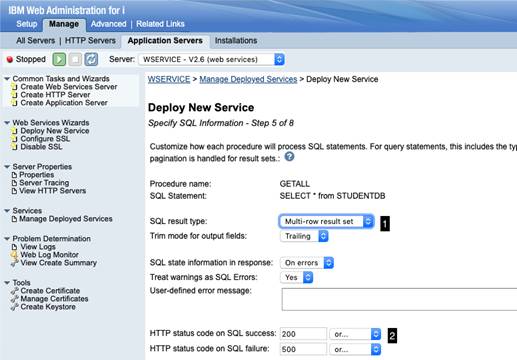 IBM Web Administration for i
Setup Manage Advanced | Related Links
All Servers | HTTP Servers Application Servers Installations
Stopped Server: WSERVICE - V2.6 (web services)
Common Tasks and Wizards
Create Web Services Server
Create HTTP Server
Create Application Server
Web Services Wizards
Deploy New Service
Configure SSL
Disable SSL
Server Properties
Properties
Server Tracing
View HTTP Servers
Services
Manage Deployed Services
Problem Determination
View Logs
Web Log Monitor
View Create Summary
Tools
Create Certificate
Manage Certificates
Create Keystore
WSERVICE > Manage Deployed Services > Deploy New Service
Deploy New Service
Specify SQL Information - Step 5 of 8
Customize how each procedure will process SQL statements. For query statements, this includes the typ
pagination is handled for result sets.: ?
Procedure name: GETALL
SQL Statement: SELECT * from STUDENTDB
SQL result type: Multi-row result set 1
Trim mode for output fields: Trailing
SQL state information in response: On errors
Treat warnings as SQL Errors: Yes
User-defined error message:
HTTP status code on SQL success: 200 or... 2
HTTP status code on SQL failure: 500 or...